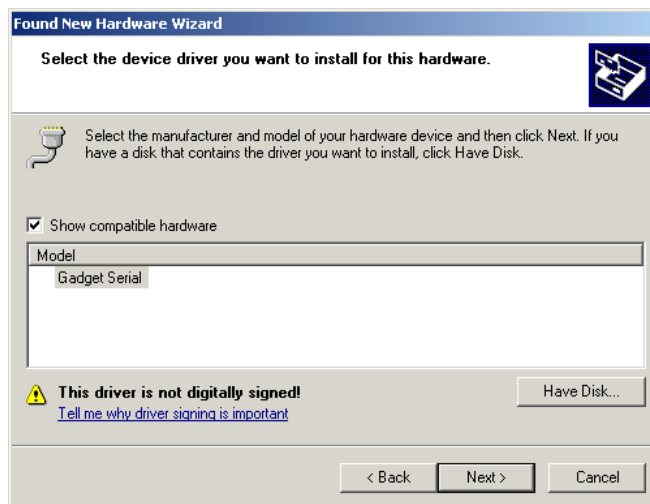 Found New Hardware Wizard
Select the device driver you want to install for this hardware.
Select the manufacturer and model of your hardware device and then click Next. If you
have a disk that contains the driver you want to install, click Have Disk.
Show compatible hardware
Model
Gadget Serial
This driver is not digitally signed!
Have Disk...
Tell me why driver signing is important
< Back
Next >
Cancel